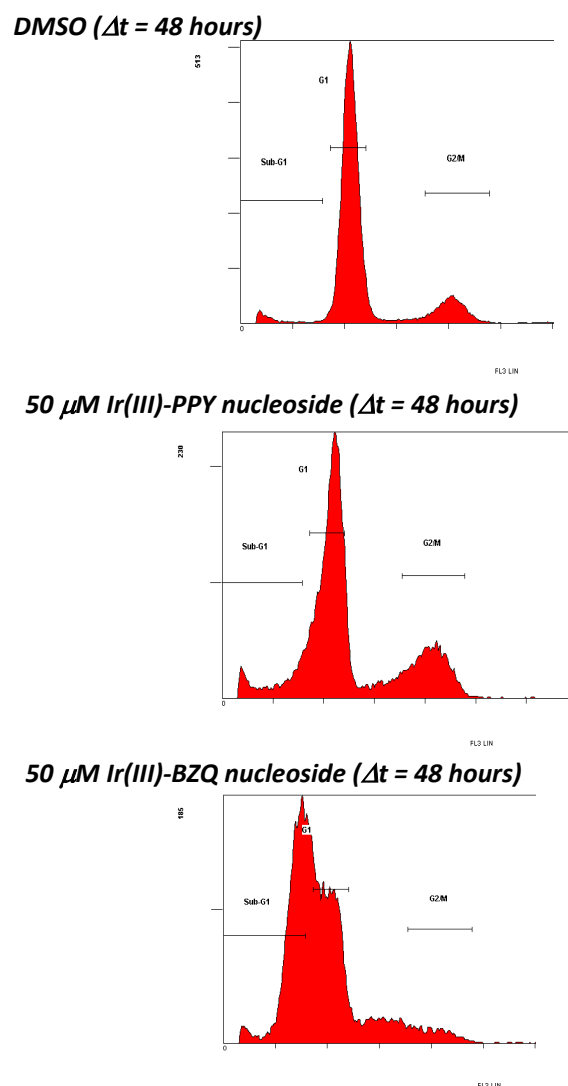 DMSO (Δt = 48 hours)
513
G1
Sub-G1
G2/M
0
FL3 LIN
50 μM Ir(III)-PPY nucleoside (Δt = 48 hours)
230
G1
Sub-G1
G2/M
0
FL3 LIN
50 μM Ir(III)-BZQ nucleoside (Δt = 48 hours)
185
G1
Sub-G1
G2/M
0
FL3 LIN